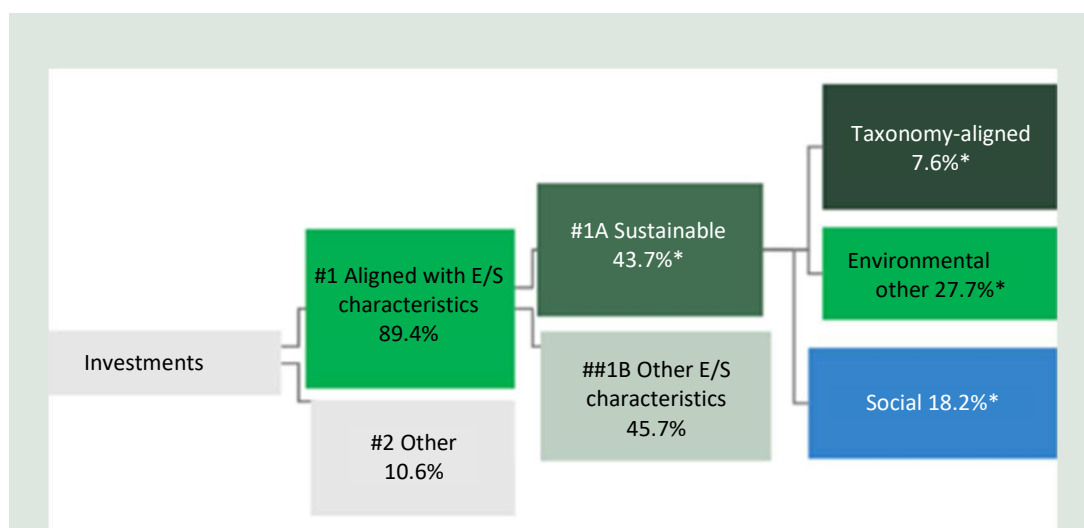 Investments
#1 Aligned with E/S
characteristics
89.4%
#2 Other
10.6%
#1A Sustainable
43.7%*
##1B Other E/S
characteristics
45.7%
Taxonomy-aligned
7.6%*
Environmental
other 27.7%*
Social 18.2%*